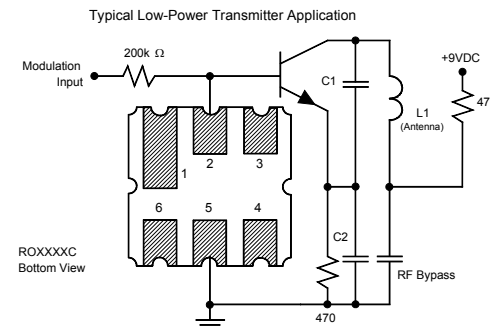 Typical Low-Power Transmitter Application
200k Ω
Modulation
Input
C1
+9VDC
47
L1
(Antenna)
1
2
3
6
5
4
ROXXXXC
Bottom View
C2
RF Bypass
470